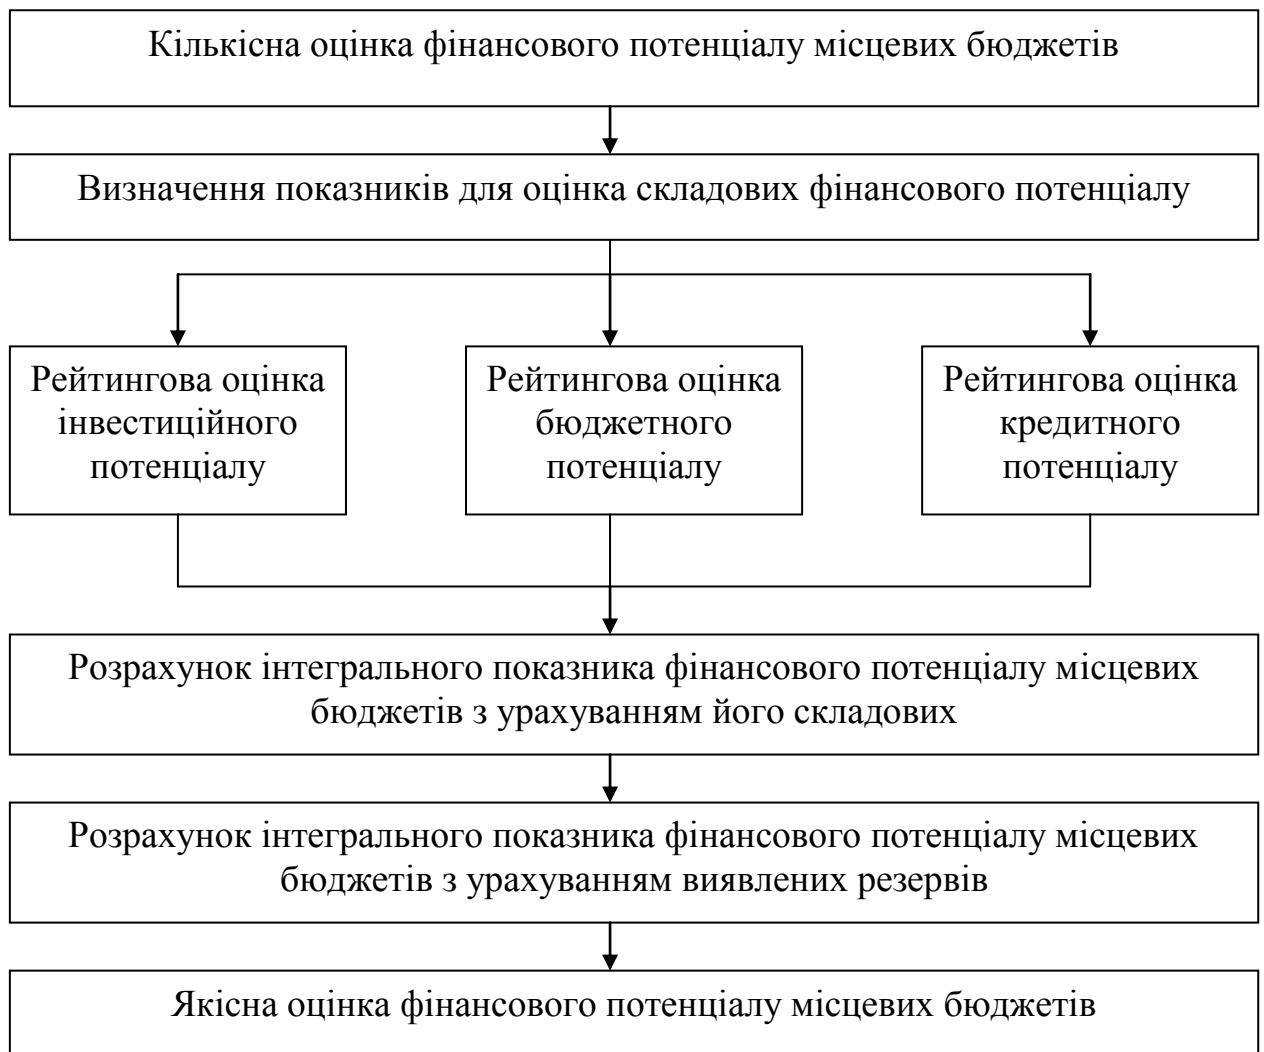 Кількісна оцінка фінансового потенціалу місцевих бюджетів
Визначення показників для оцінка складових фінансового потенціалу
Рейтингова оцінка
інвестиційного
потенціалу
Рейтингова оцінка
бюджетного
потенціалу
Рейтингова оцінка
кредитного
потенціалу
Розрахунок інтегрального показника фінансового потенціалу місцевих
бюджетів з урахуванням його складових
Розрахунок інтегрального показника фінансового потенціалу місцевих
бюджетів з урахуванням виявлених резервів
Якісна оцінка фінансового потенціалу місцевих бюджетів